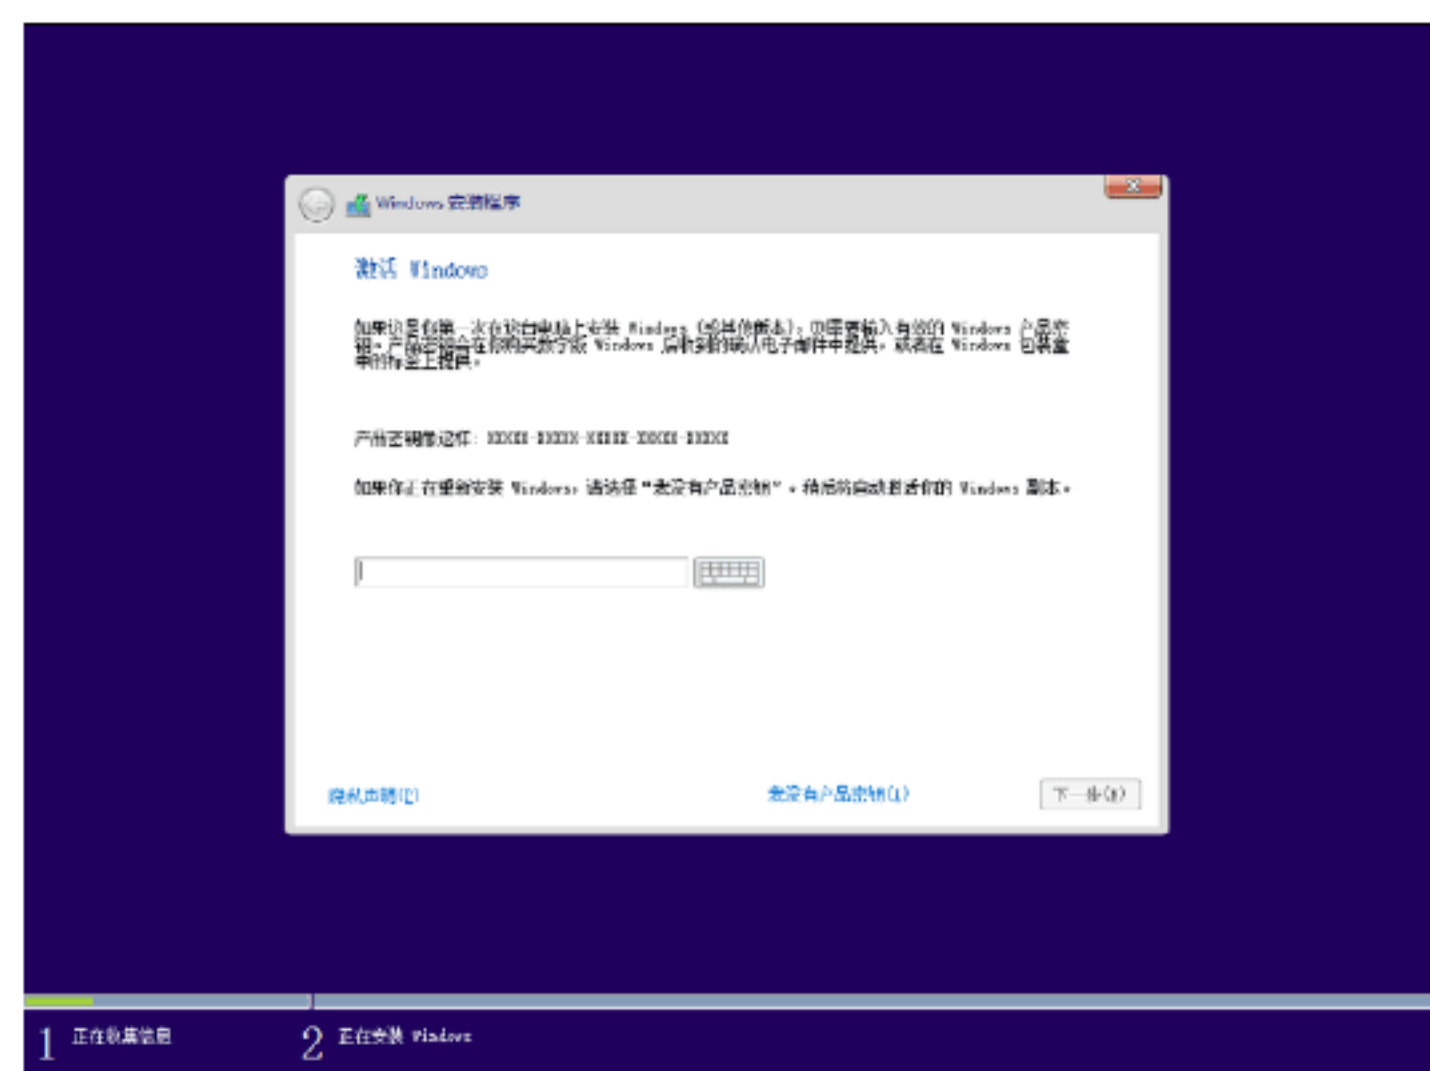 Windows 安装程序
激活 Windows
如果这是你第一次在这台电脑上安装 Windows (或其他版本)，则需要输入有效的 Windows 产品密
钥。产品密钥会在你购买数字版 Windows 后收到的确认电子邮件中提供，或者在 Windows 包装盒
中的标签上提供。
产品密钥像这样: XXXXX-XXXXX-XXXXX-XXXXX-XXXXX
如果你正在重新安装 Windows，请选择“我没有产品密钥”。稍后将自动激活你的 Windows 副本。
隐私声明(P)
我没有产品密钥(I)
下一步(N)
1 正在收集信息
2 正在安装 Windows